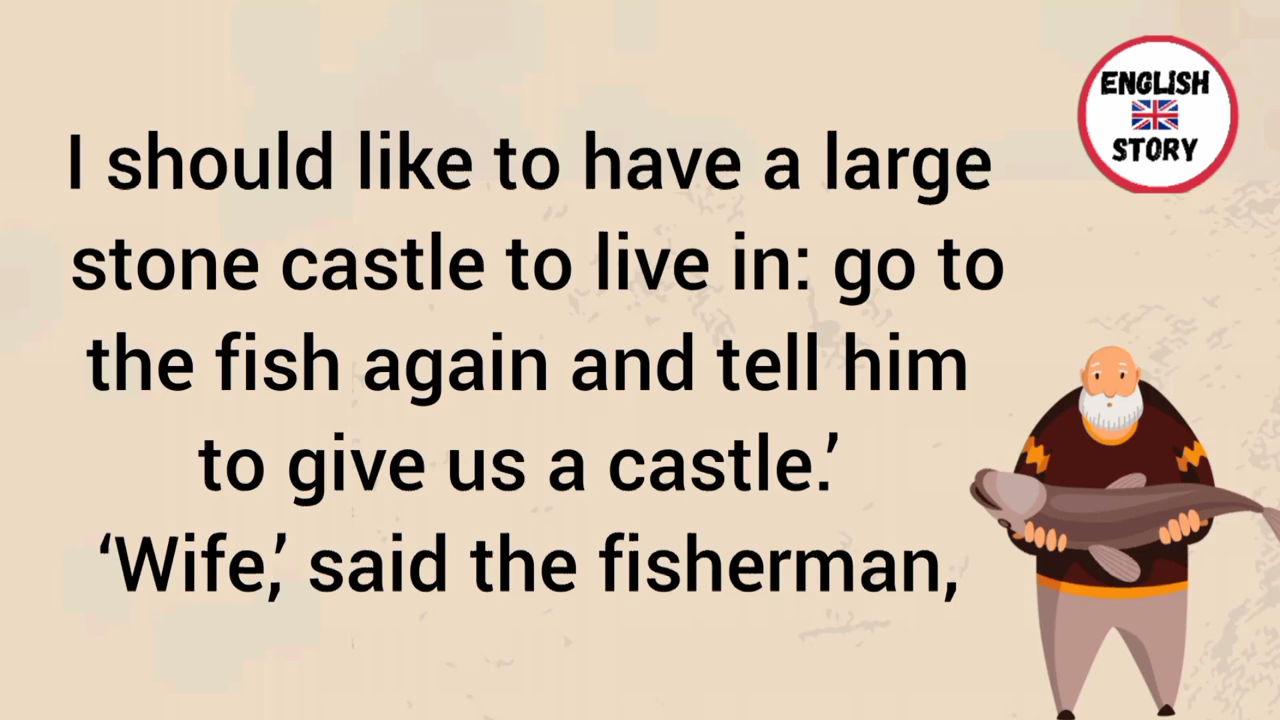 I should like to have a large
stone castle to live in: go to
the fish again and tell him
to give us a castle.’
‘Wife,’ said the fisherman,
ENGLISH
STORY